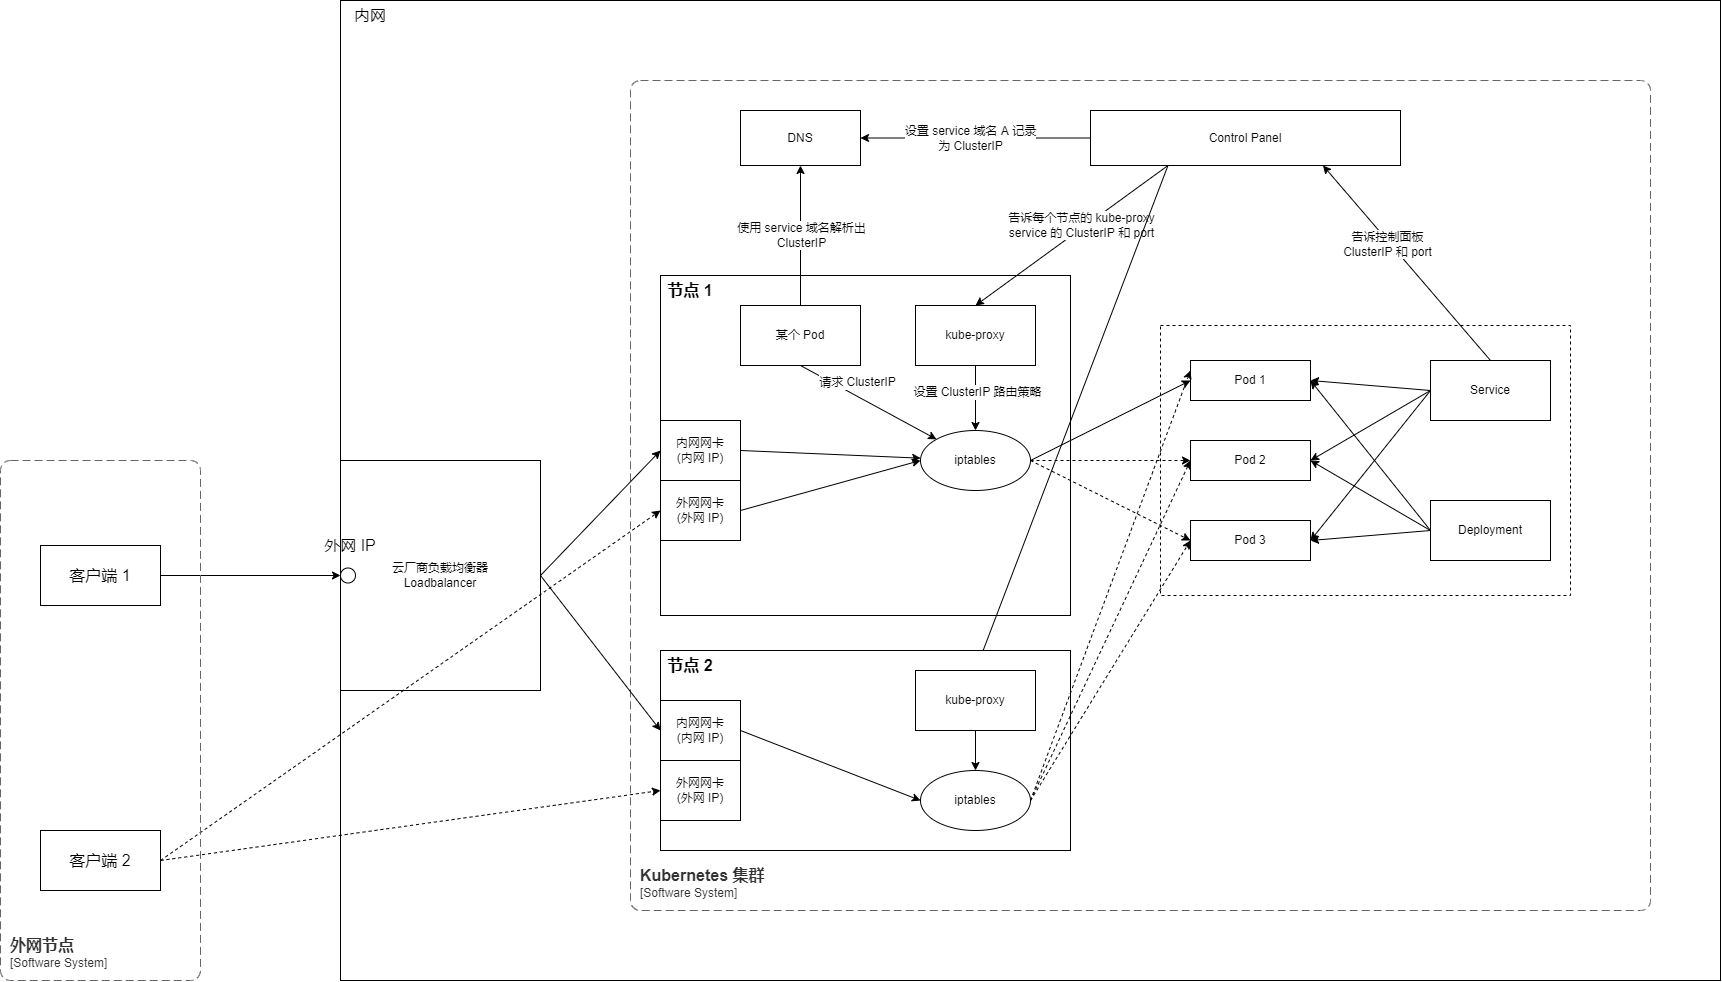 内网
DNS
设置 service 域名 A 记录
为 ClusterIP
Control Panel
使用 service 域名解析出
ClusterIP
告诉每个节点的 kube-proxy
service 的 ClusterIP 和 port
告诉控制面板
ClusterIP 和 port
节点 1
某个 Pod
kube-proxy
请求 ClusterIP
设置 ClusterIP 路由策略
内网网卡
(内网 IP)
外网网卡
(外网 IP)
iptables
Pod 1
Pod 2
Pod 3
Service
Deployment
外网 IP
云厂商负载均衡器
Loadbalancer
客户端 1
客户端 2
节点 2
kube-proxy
内网网卡
(内网 IP)
外网网卡
(外网 IP)
iptables
Kubernetes 集群
[Software System]
外网节点
[Software System]